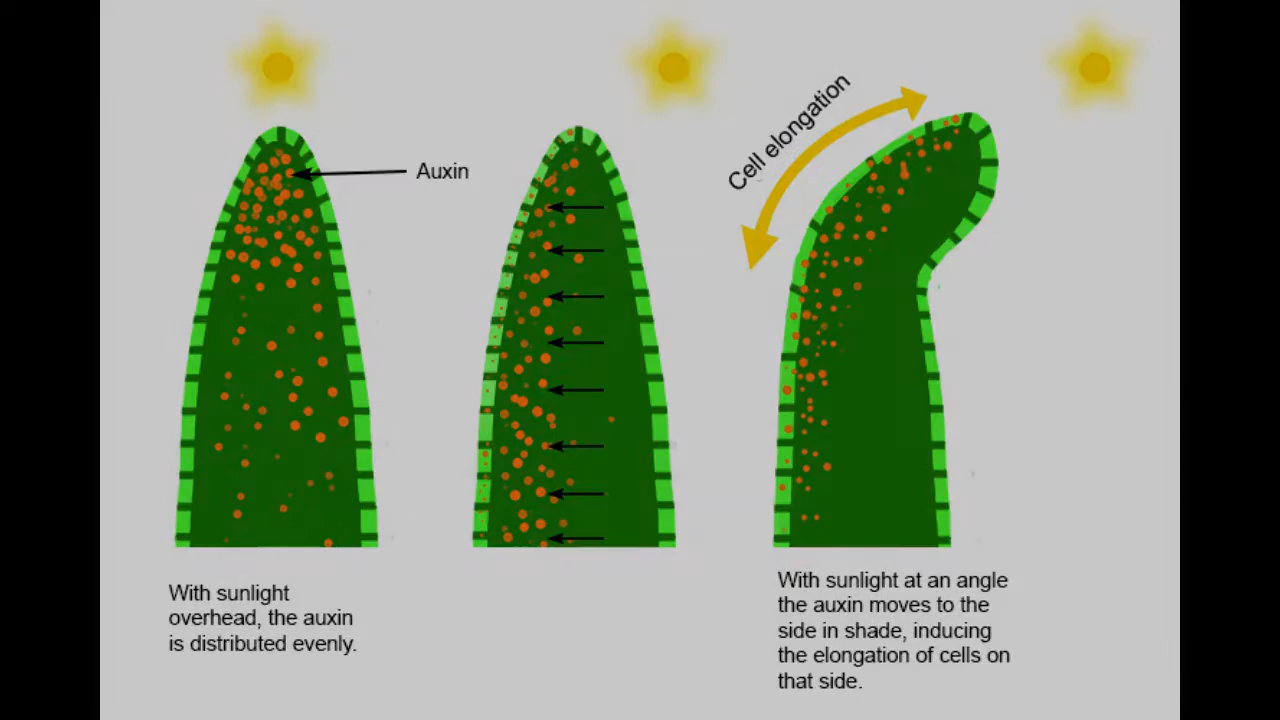 Auxin
Cell elongation
With sunlight
overhead, the auxin
is distributed evenly.
With sunlight at an angle
the auxin moves to the
side in shade, inducing
the elongation of cells on
that side.